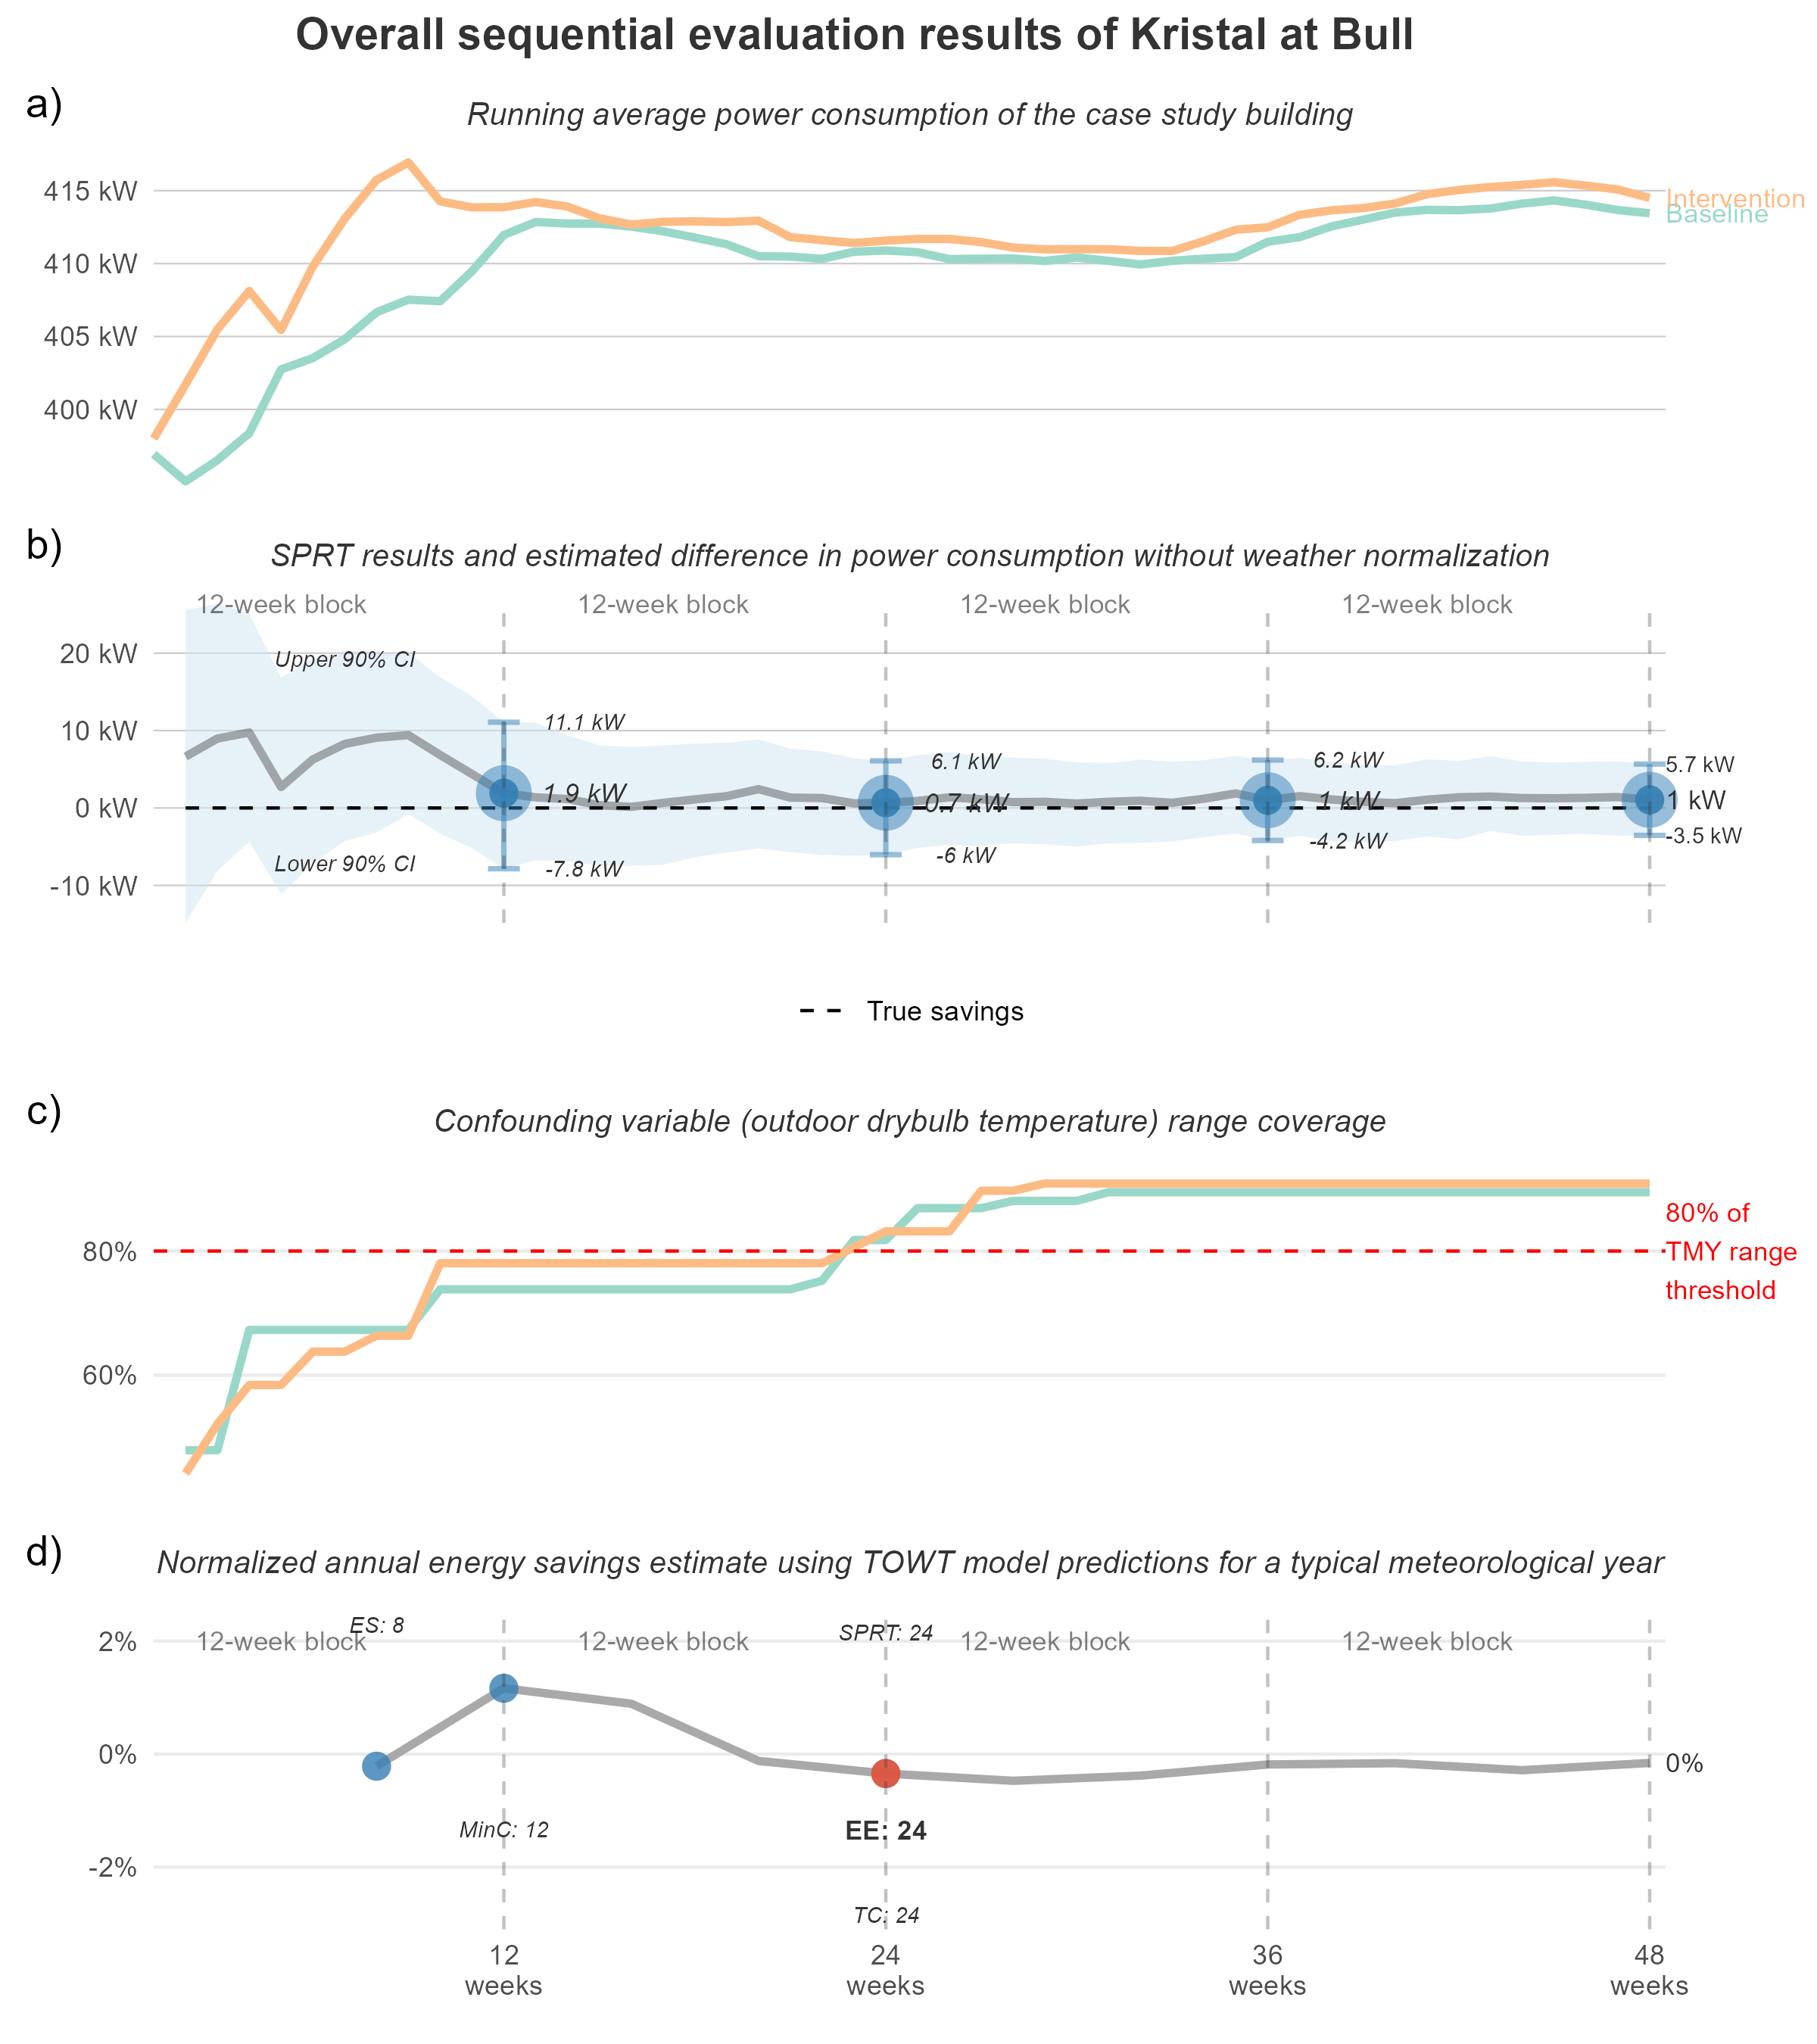 Overall sequential evaluation results of Kristal at Bull
a)
Running average power consumption of the case study building
415 kW
410 kW
405 kW
400 kW
Intervention
Baseline
b)
SPRT results and estimated difference in power consumption without weather normalization
12-week block 12-week block 12-week block 12-week block
20 kW
10 kW
0 kW
-10 kW
Upper 90% CI
Lower 90% CI
11.1 kW
1.9 kW
-7.8 kW
6.1 kW
0.7 kW
-6 kW
6.2 kW
1 kW
-4.2 kW
5.7 kW
1 kW
-3.5 kW
True savings
c)
Confounding variable (outdoor drybulb temperature) range coverage
80%
60%
80% of
TMY range
threshold
d)
Normalized annual energy savings estimate using TOWT model predictions for a typical meteorological year
ES: 8
SPRT: 24
12-week block 12-week block 12-week block 12-week block
2%
0%
-2%
0%
MinC: 12
EE: 24
TC: 24
12
weeks
24
weeks
36
weeks
48
weeks